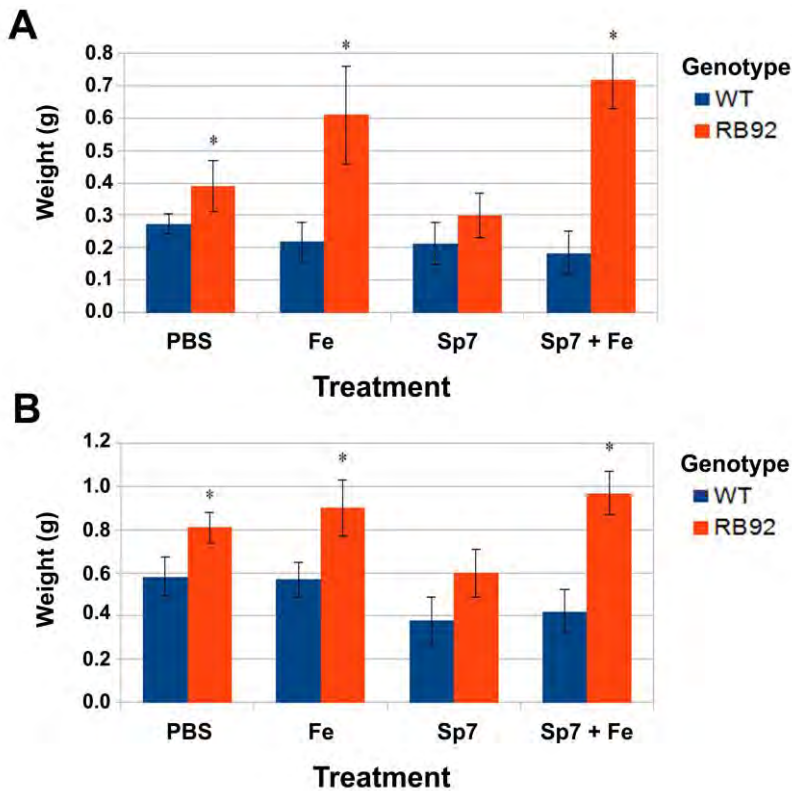 A
Weight (g)
0.8
0.7
0.6
0.5
0.4
0.3
0.2
0.1
0.0
*
*
*
PBS
Fe
Sp7
Sp7 + Fe
Treatment
Genotype
WT
RB92
B
Weight (g)
1.2
1.0
0.8
0.6
0.4
0.2
0.0
*
*
*
PBS
Fe
Sp7
Sp7 + Fe
Treatment
Genotype
WT
RB92